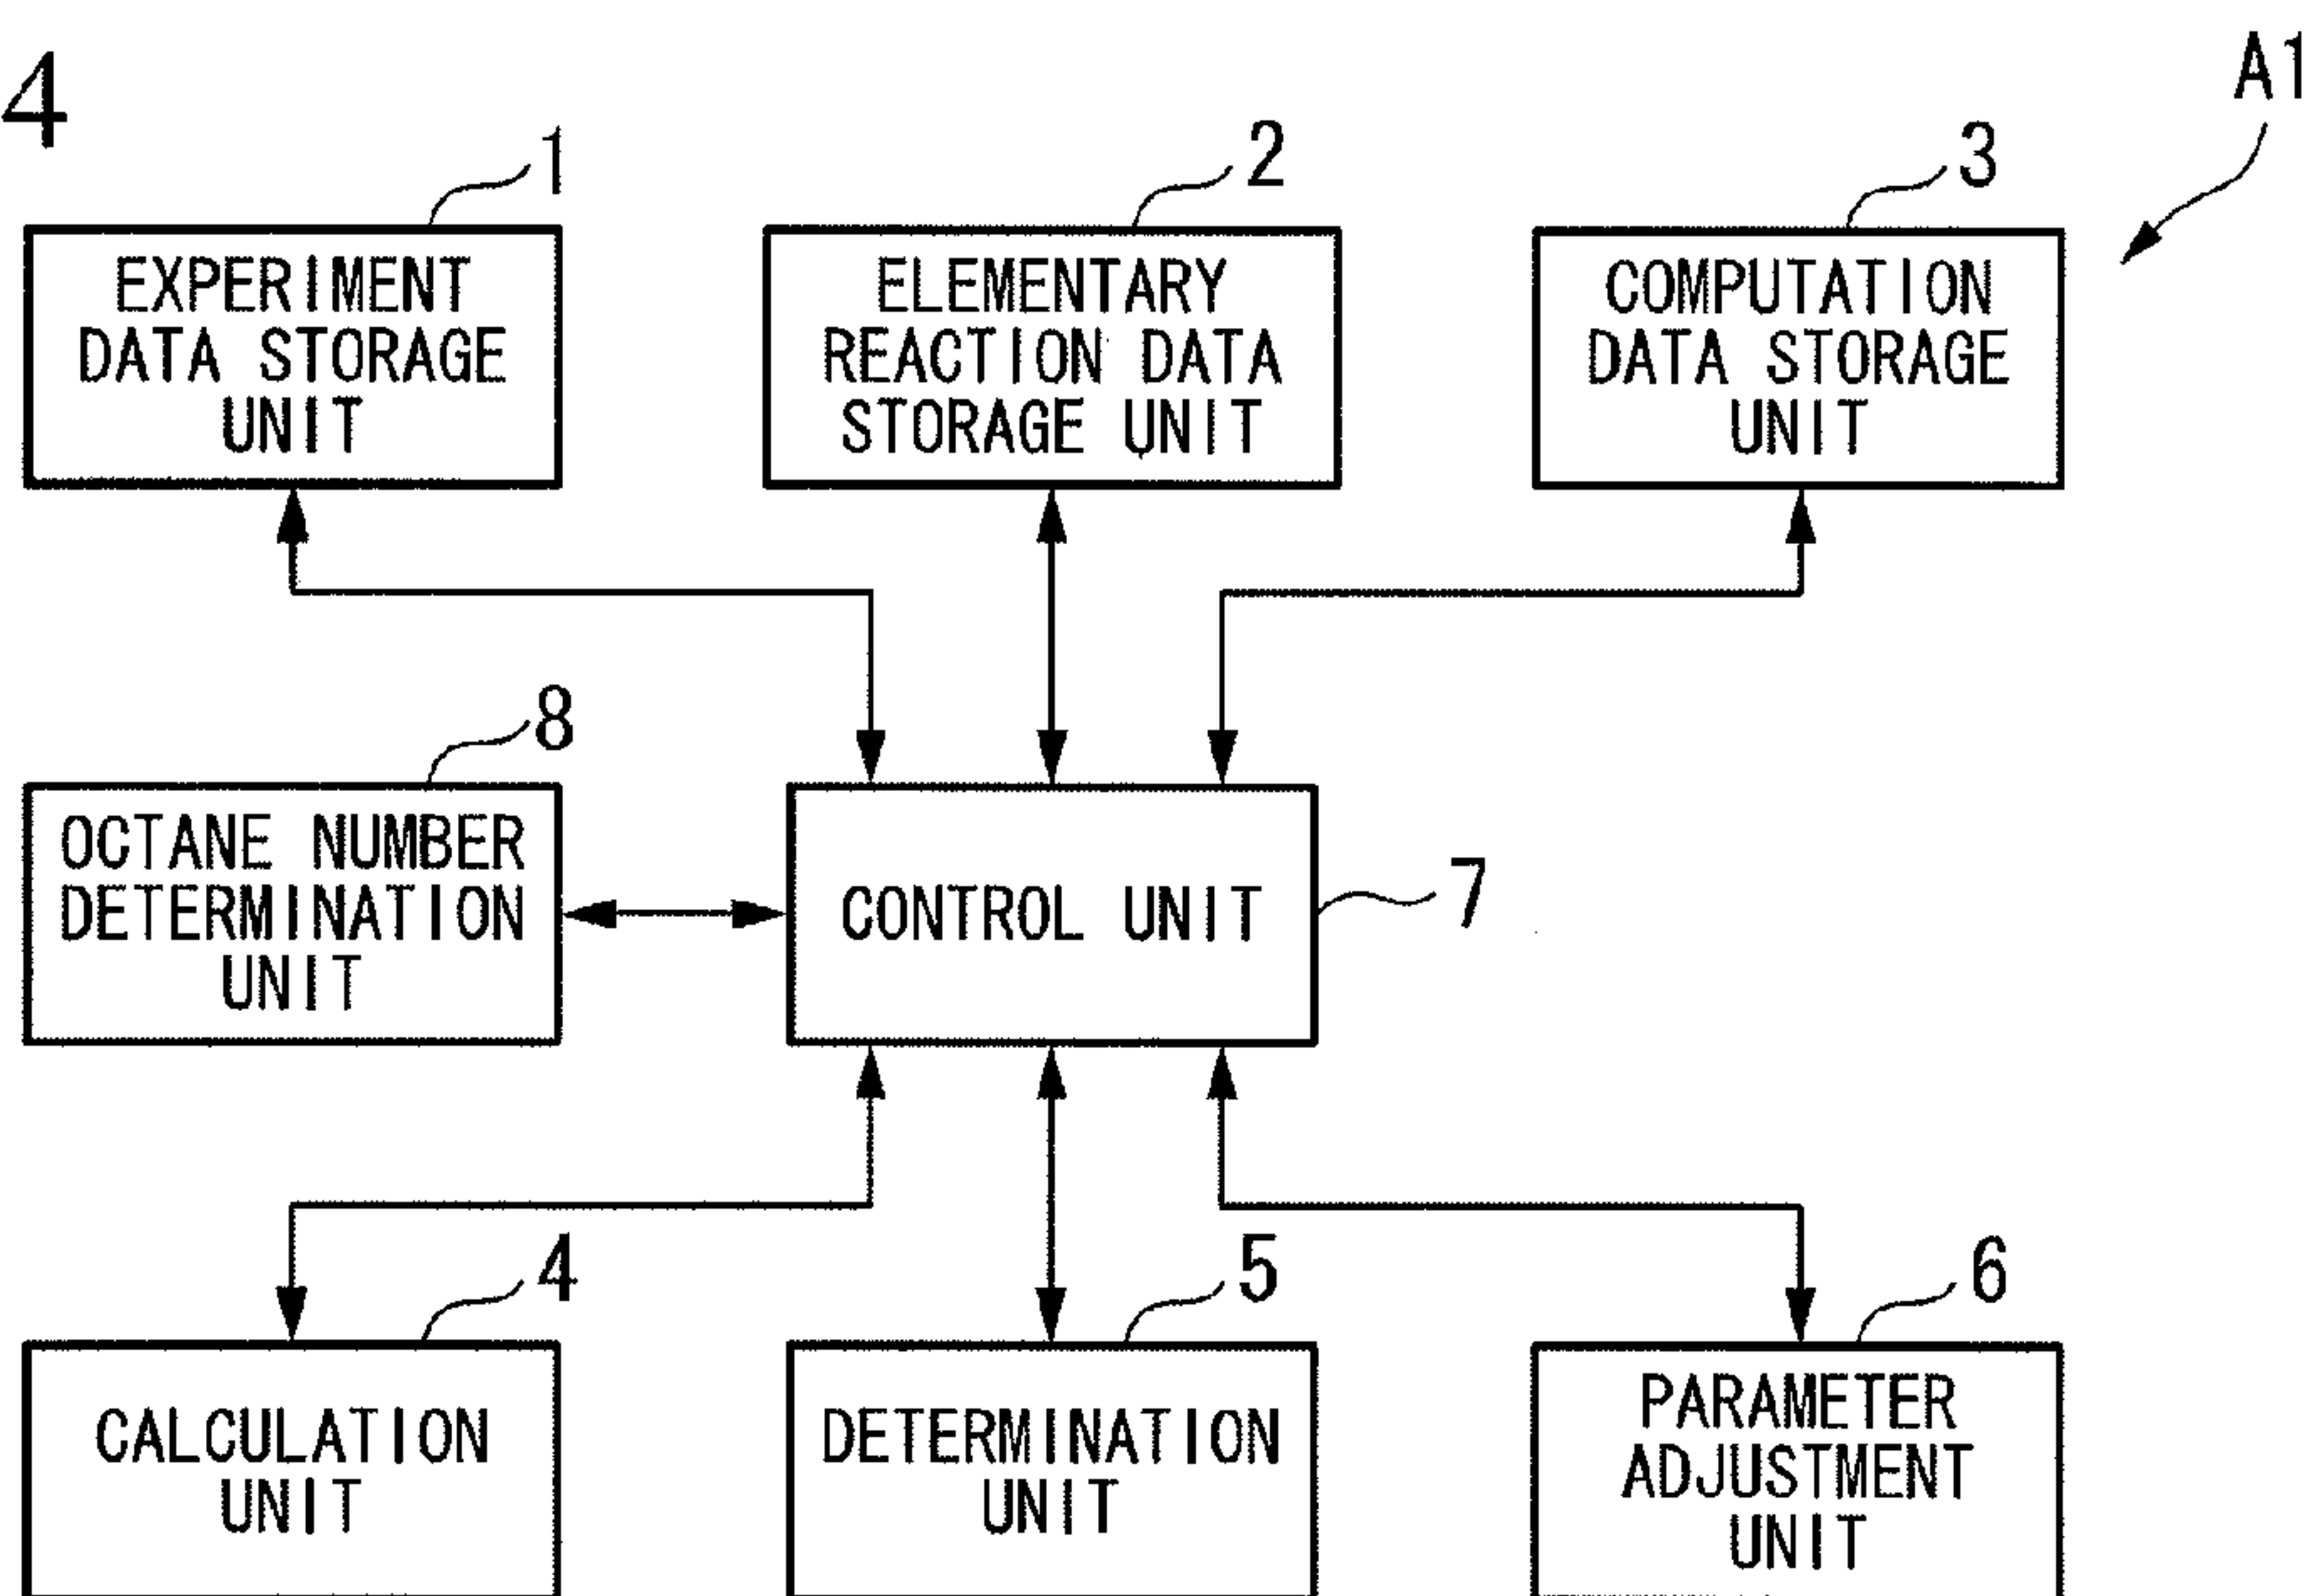 4
A1
1
2
3
EXPERIMENT
DATA STORAGE
UNIT
ELEMENTARY
REACTION DATA
STORAGE UNIT
COMPUTATION
DATA STORAGE
UNIT
8
OCTANE NUMBER
DETERMINATION
UNIT
CONTROL UNIT
7
4
5
6
CALCULATION
UNIT
DETERMINATION
UNIT
PARAMETER
ADJUSTMENT
UNIT